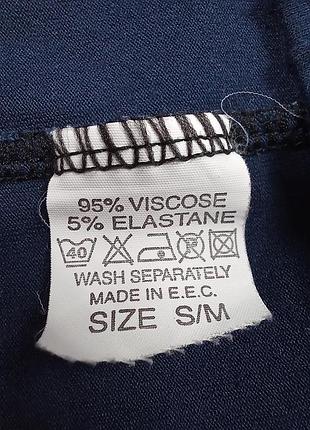 95% VISCOSE
5% ELASTANE
40
WASH SEPARATELY
MADE IN E.E.C.
SIZE S/M